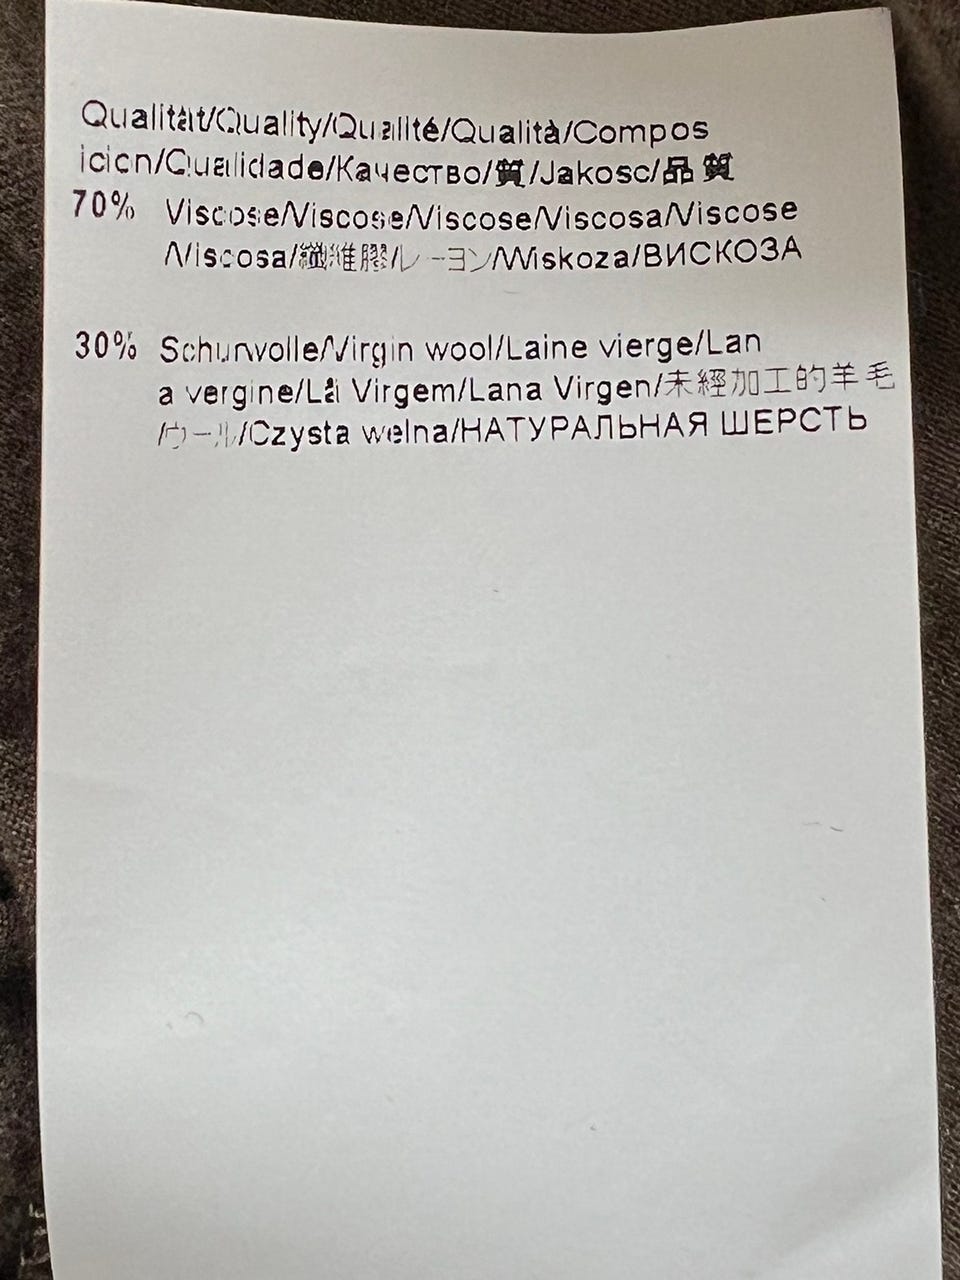 Qualität/Quality/Qualité/Qualità/Compos
icion/Qualidade/Качество/質/Jakosc/品質
70% Viscose/Viscose/Viscose/Viscosa/Viscose
/Viscosa/纖維膠/レーヨン/Wiskoza/ВИСКОЗА
30% Schurwolle/Virgin wool/Laine vierge/Lan
a vergine/Lã Virgem/Lana Virgen/未經加工的羊毛
/ウール/Czysta welna/НАТУРАЛЬНАЯ ШЕРСТЬ